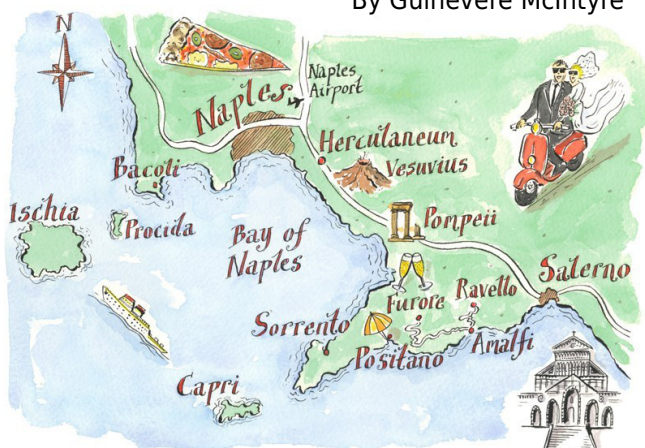 By Guinevere McIntyre
N
Naples
Airport
Naples
Herculaneum
Vesuvius
Bacoli
Ischia
Procida
Bay of
Naples
Pompeii
Salerno
Ravello
Furore
Sorrento
Positano
Amalfi
Capri